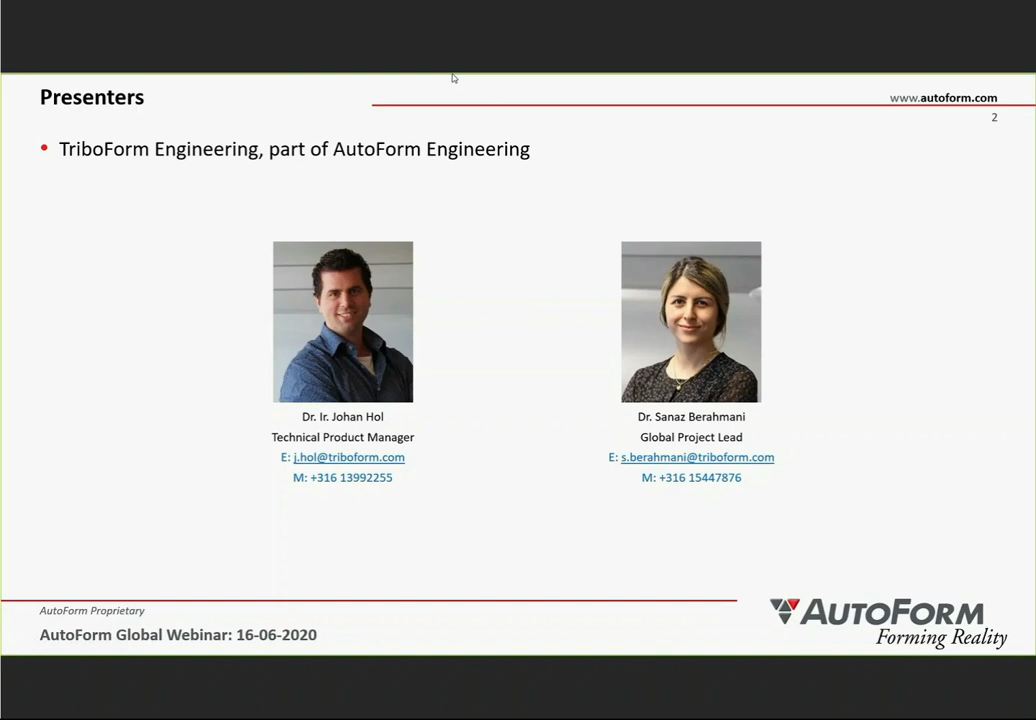 Presenters
www.autoform.com
2
• TriboForm Engineering, part of AutoForm Engineering
Dr. Ir. Johan Hol
Technical Product Manager
E: j.hol@triboform.com
M: +316 13992255
Dr. Sanaz Berahmani
Global Project Lead
E: s.berahmani@triboform.com
M: +316 15447876
AutoForm Proprietary
AutoForm Global Webinar: 16-06-2020
AUTOFORM
Forming Reality